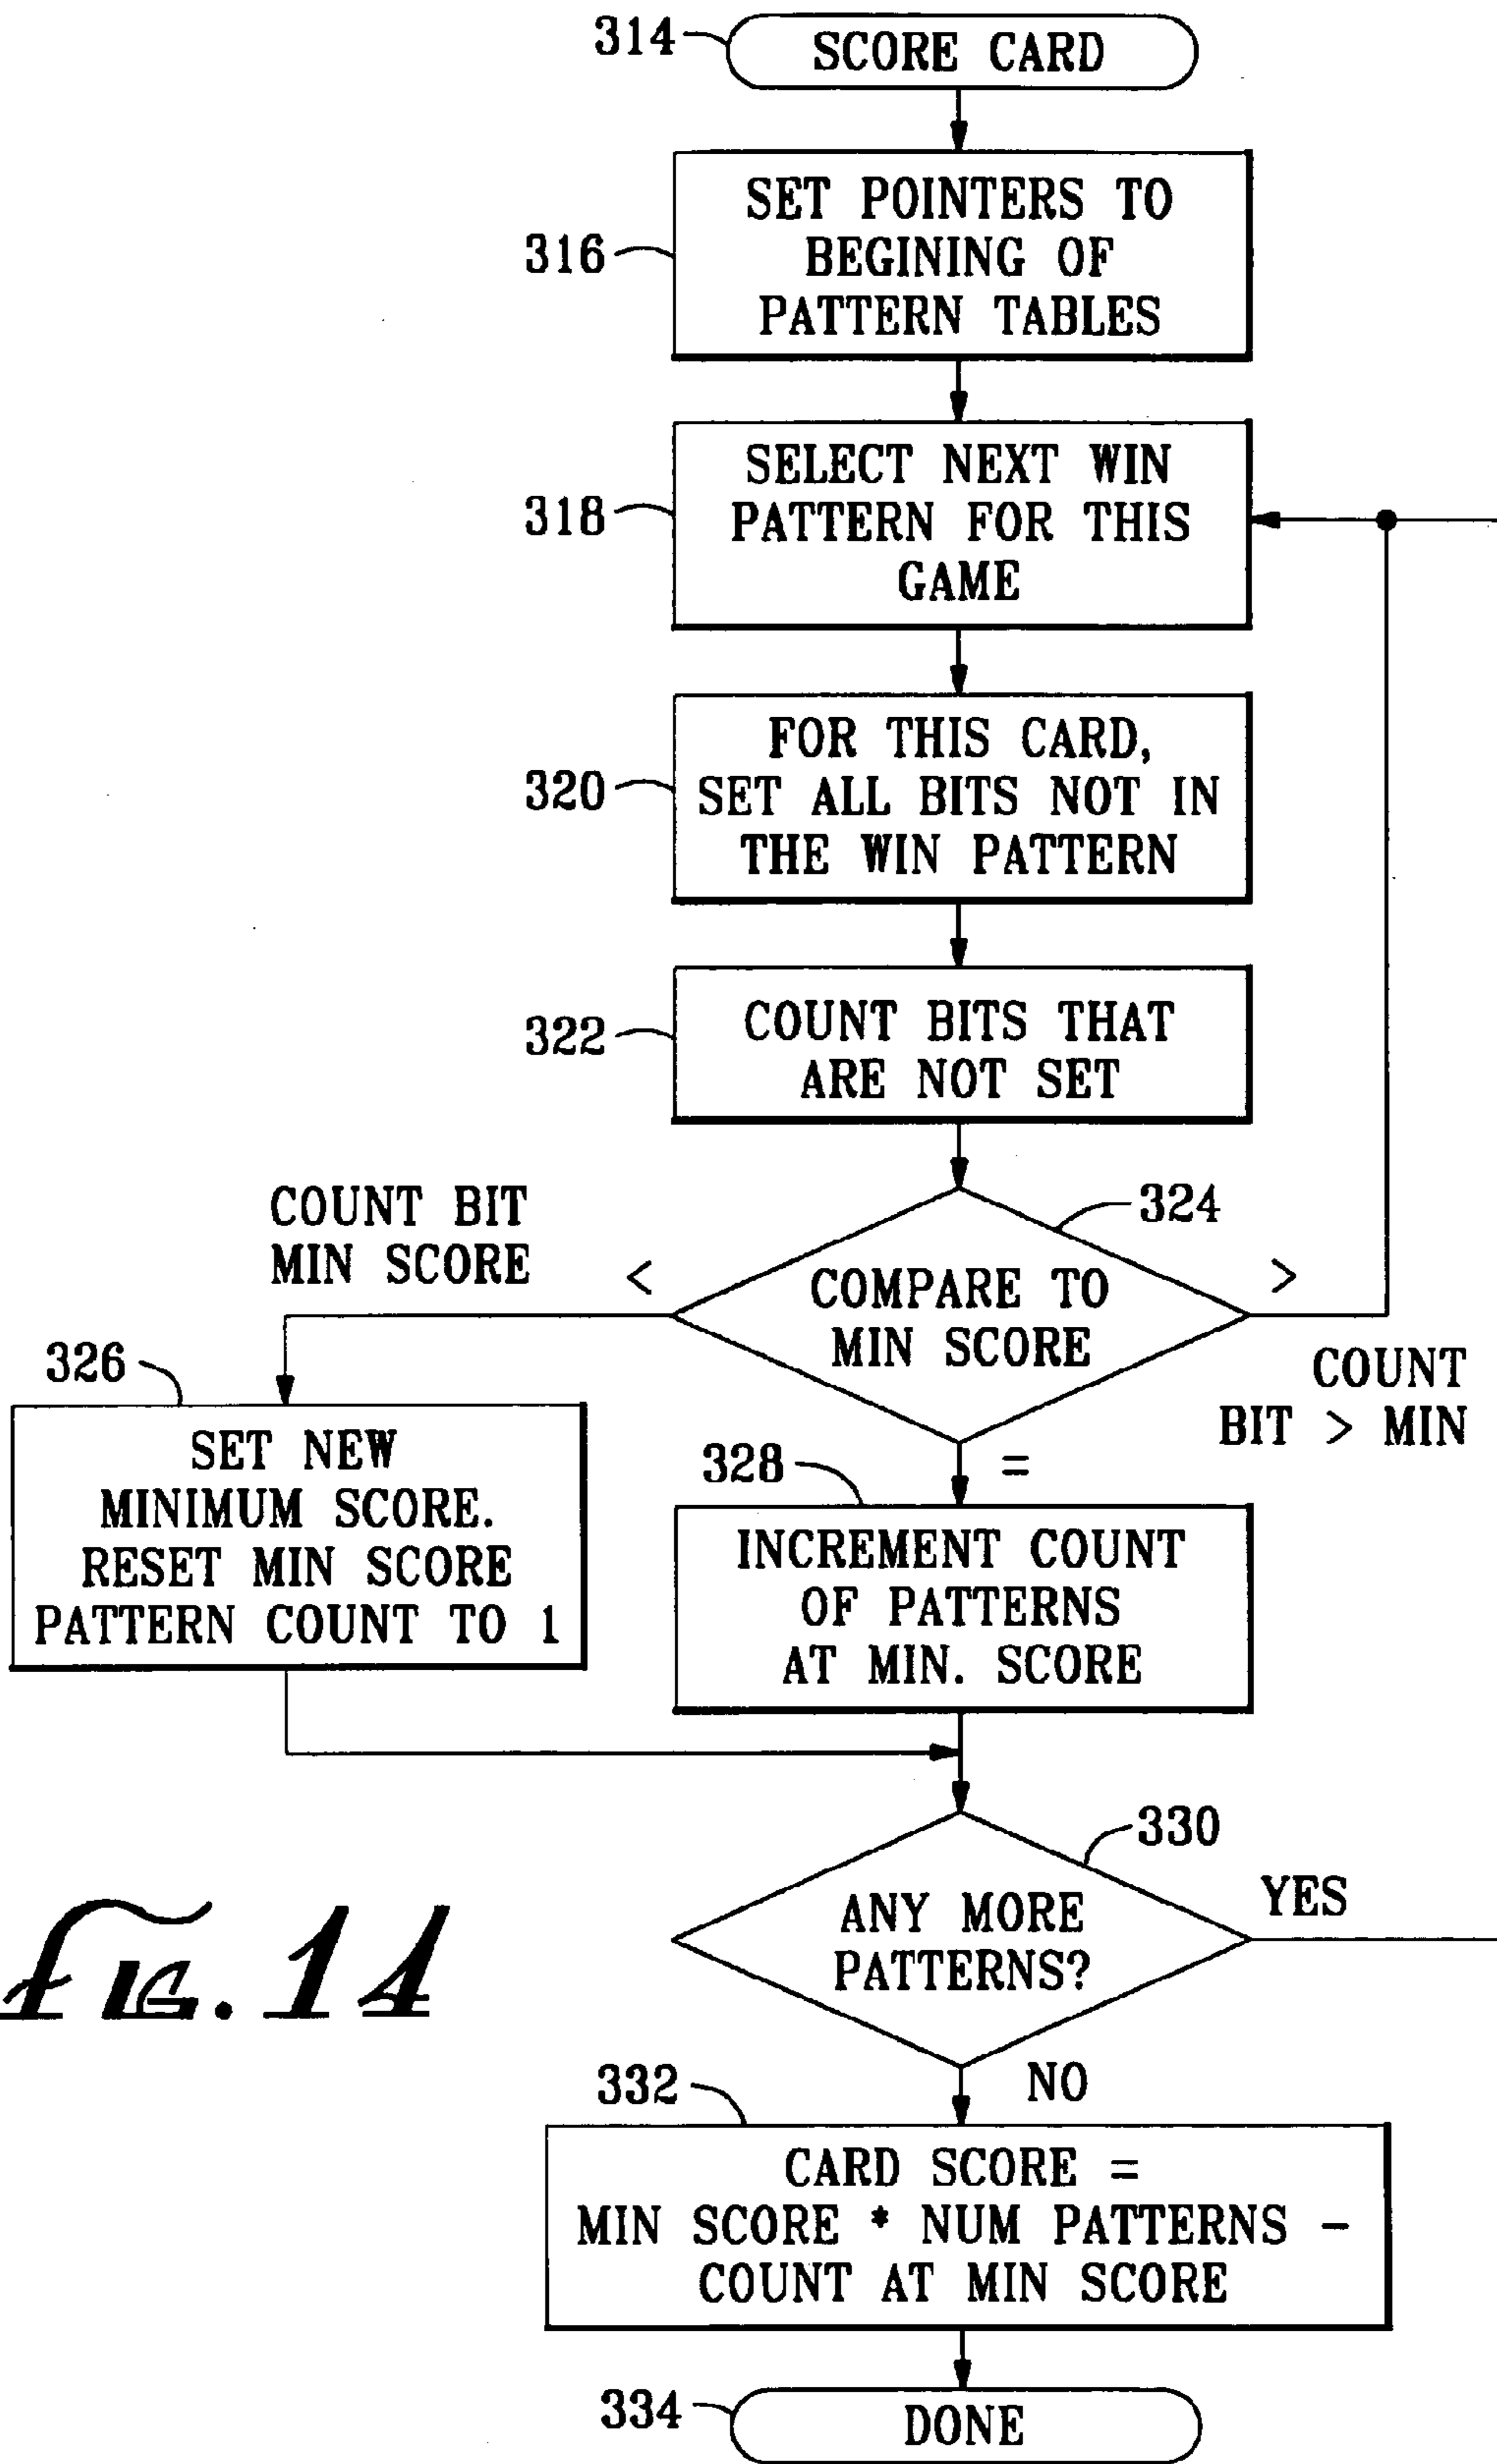 314
SCORE CARD
316
SET POINTERS TO
BEGINING OF
PATTERN TABLES
318
SELECT NEXT WIN
PATTERN FOR THIS
GAME
320
FOR THIS CARD,
SET ALL BITS NOT IN
THE WIN PATTERN
322
COUNT BITS THAT
ARE NOT SET
324
COUNT BIT
MIN SCORE
<
COMPARE TO
MIN SCORE
>
COUNT
BIT > MIN
=
326
SET NEW
MINIMUM SCORE.
RESET MIN SCORE
PATTERN COUNT TO 1
328
INCREMENT COUNT
OF PATTERNS
AT MIN. SCORE
330
ANY MORE
PATTERNS?
YES
NO
FIG. 14
332
CARD SCORE =
MIN SCORE * NUM PATTERNS -
COUNT AT MIN SCORE
334
DONE